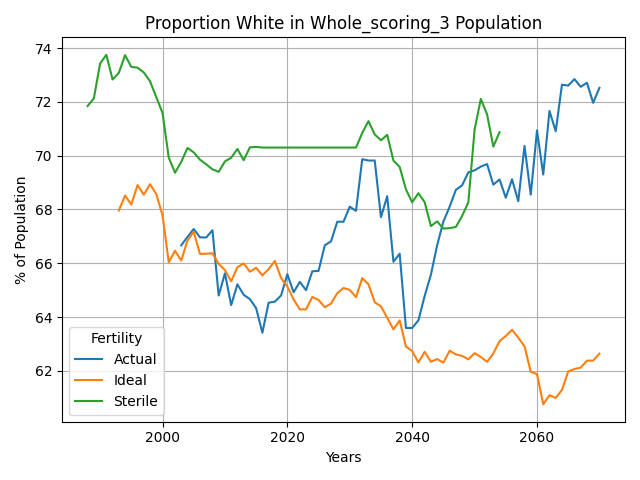 Proportion White in Whole_scoring_3 Population
% of Population
74
72
70
68
66
64
62
Fertility
Actual
Ideal
Sterile
2000
2020
2040
2060
Years